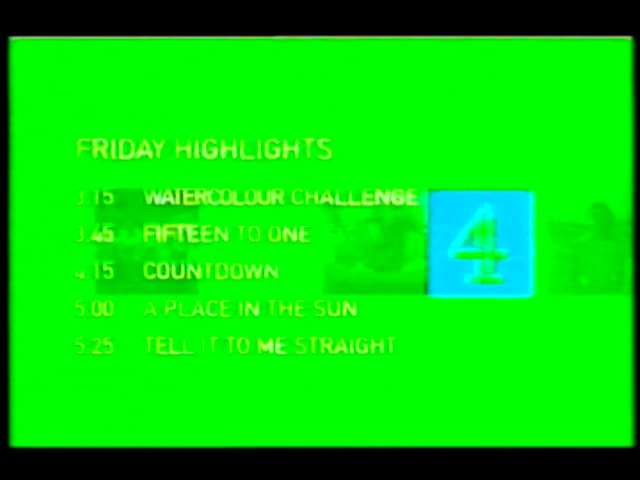 FRIDAY HIGHLIGHTS
3.15 WATERCOLOUR CHALLENGE
3.45 FIFTEEN TO ONE
4.15 COUNTDOWN
5.00 A PLACE IN THE SUN
5.25 TELL IT TO ME STRAIGHT
4